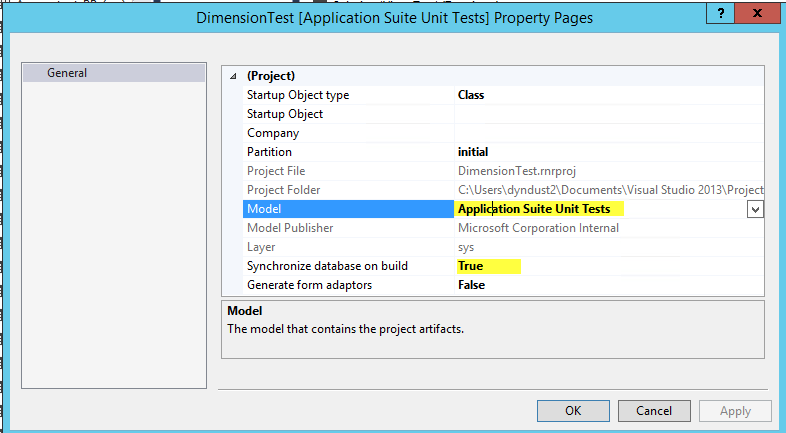 DimensionTest [Application Suite Unit Tests] Property Pages
?
X
General
(Project)
Startup Object type Class
Startup Object
Company
Partition initial
Project File DimensionTest.rnrproj
Project Folder C:\Users\dyndust2\Documents\Visual Studio 2013\Project
Model Application Suite Unit Tests
Model Publisher Microsoft Corporation Internal
Layer sys
Synchronize database on build True
Generate form adaptors False
Model
The model that contains the project artifacts.
OK Cancel Apply